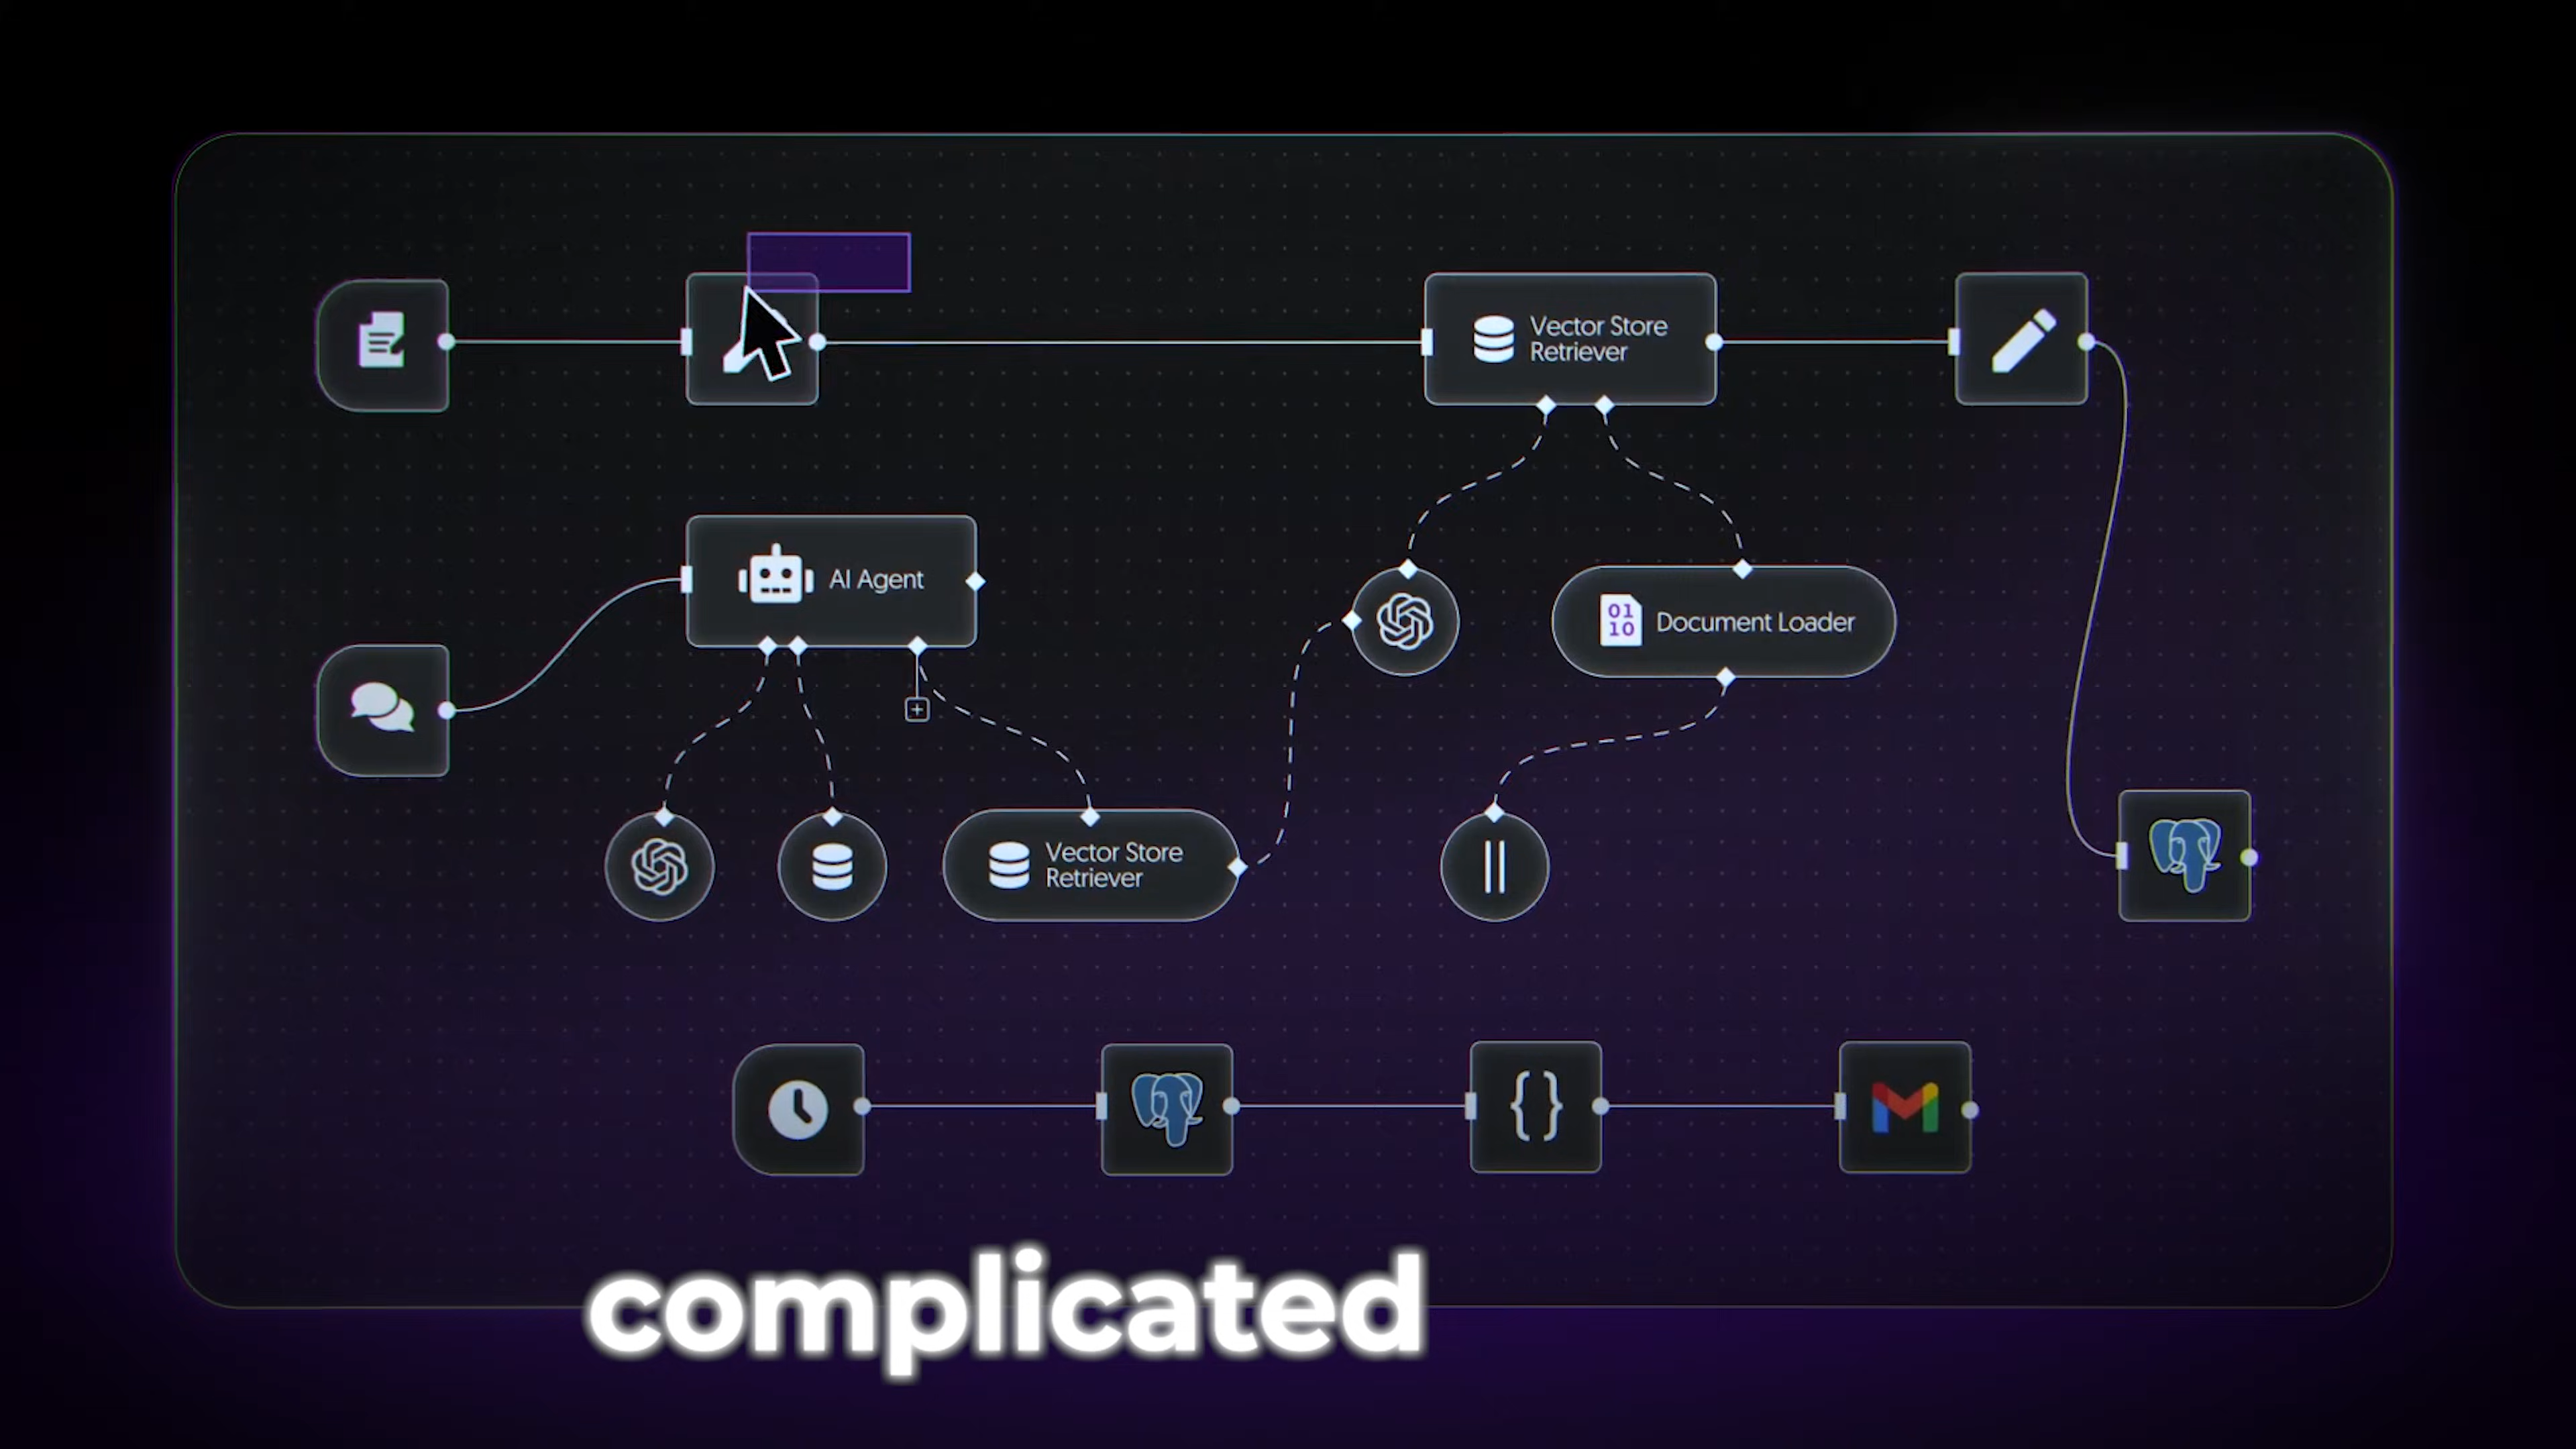 Vector Store
Retriever
AI Agent
01
10
Document Loader
Vector Store
Retriever
{}
complicated